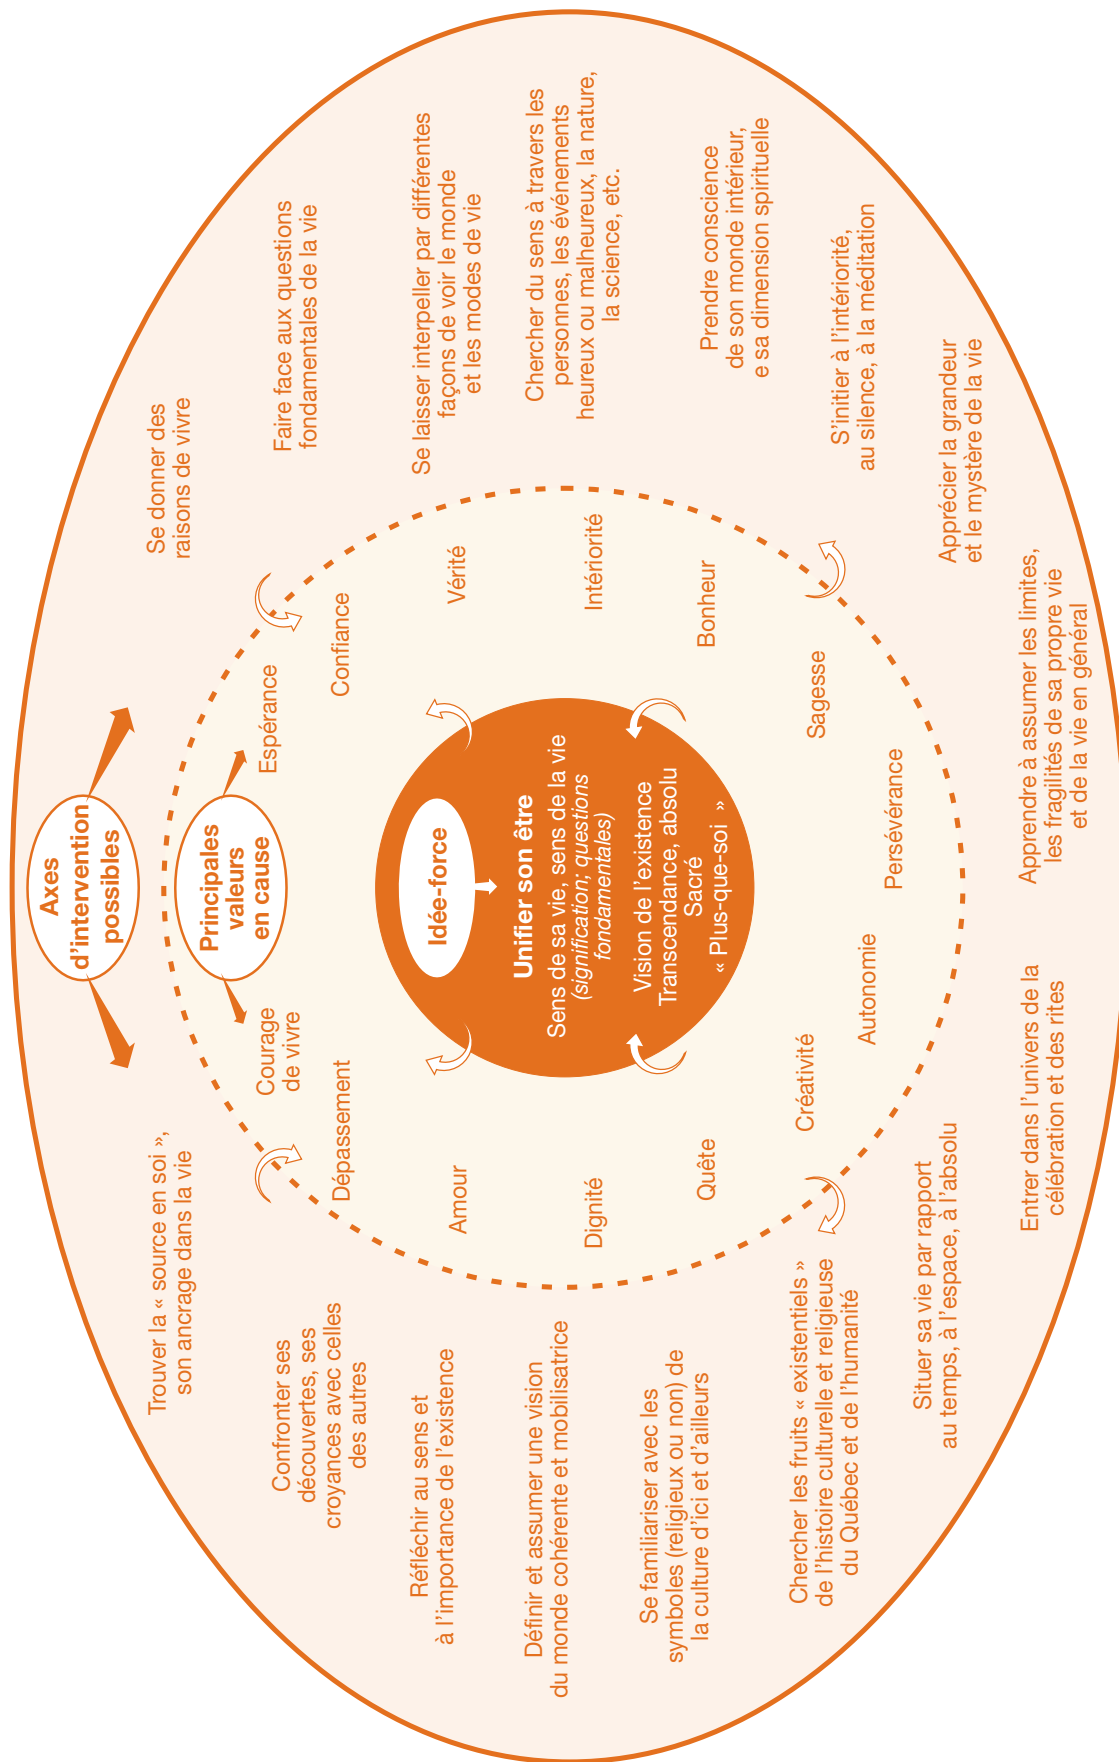 Axes
d’intervention
possibles
Principales
valeurs
en cause
Idée-force
Unifier son être
Sens de sa vie, sens de la vie
(signification; questions
fondamentales)
Vision de l’existence
Transcendance, absolu
Sacré
« Plus-que-soi »
Espérance
Confiance
Vérité
Intériorité
Bonheur
Sagesse
Persévérance
Autonomie
Créativité
Quête
Dignité
Amour
Dépassement
Courage
de vivre
Se donner des
raisons de vivre
Faire face aux questions
fondamentales de la vie
Se laisser interpeller par différentes
façons de voir le monde
et les modes de vie
Chercher du sens à travers les
personnes, les événements
heureux ou malheureux, la nature,
la science, etc.
Prendre conscience
de son monde intérieur,
e sa dimension spirituelle
S’initier à l’intériorité,
au silence, à la méditation
Apprécier la grandeur
et le mystère de la vie
Apprendre à assumer les limites,
les fragilités de sa propre vie
et de la vie en général
Entrer dans l’univers de la
célébration et des rites
Situer sa vie par rapport
au temps, à l’espace, à l’absolu
Chercher les fruits « existentiels »
de l’histoire culturelle et religieuse
du Québec et de l’humanité
Se familiariser avec les
symboles (religieux ou non) de
la culture d’ici et d’ailleurs
Définir et assumer une vision
du monde cohérente et mobilisatrice
Réfléchir au sens et
à l’importance de l’existence
Confronter ses
découvertes, ses
croyances avec celles
des autres
Trouver la « source en soi »,
son ancrage dans la vie